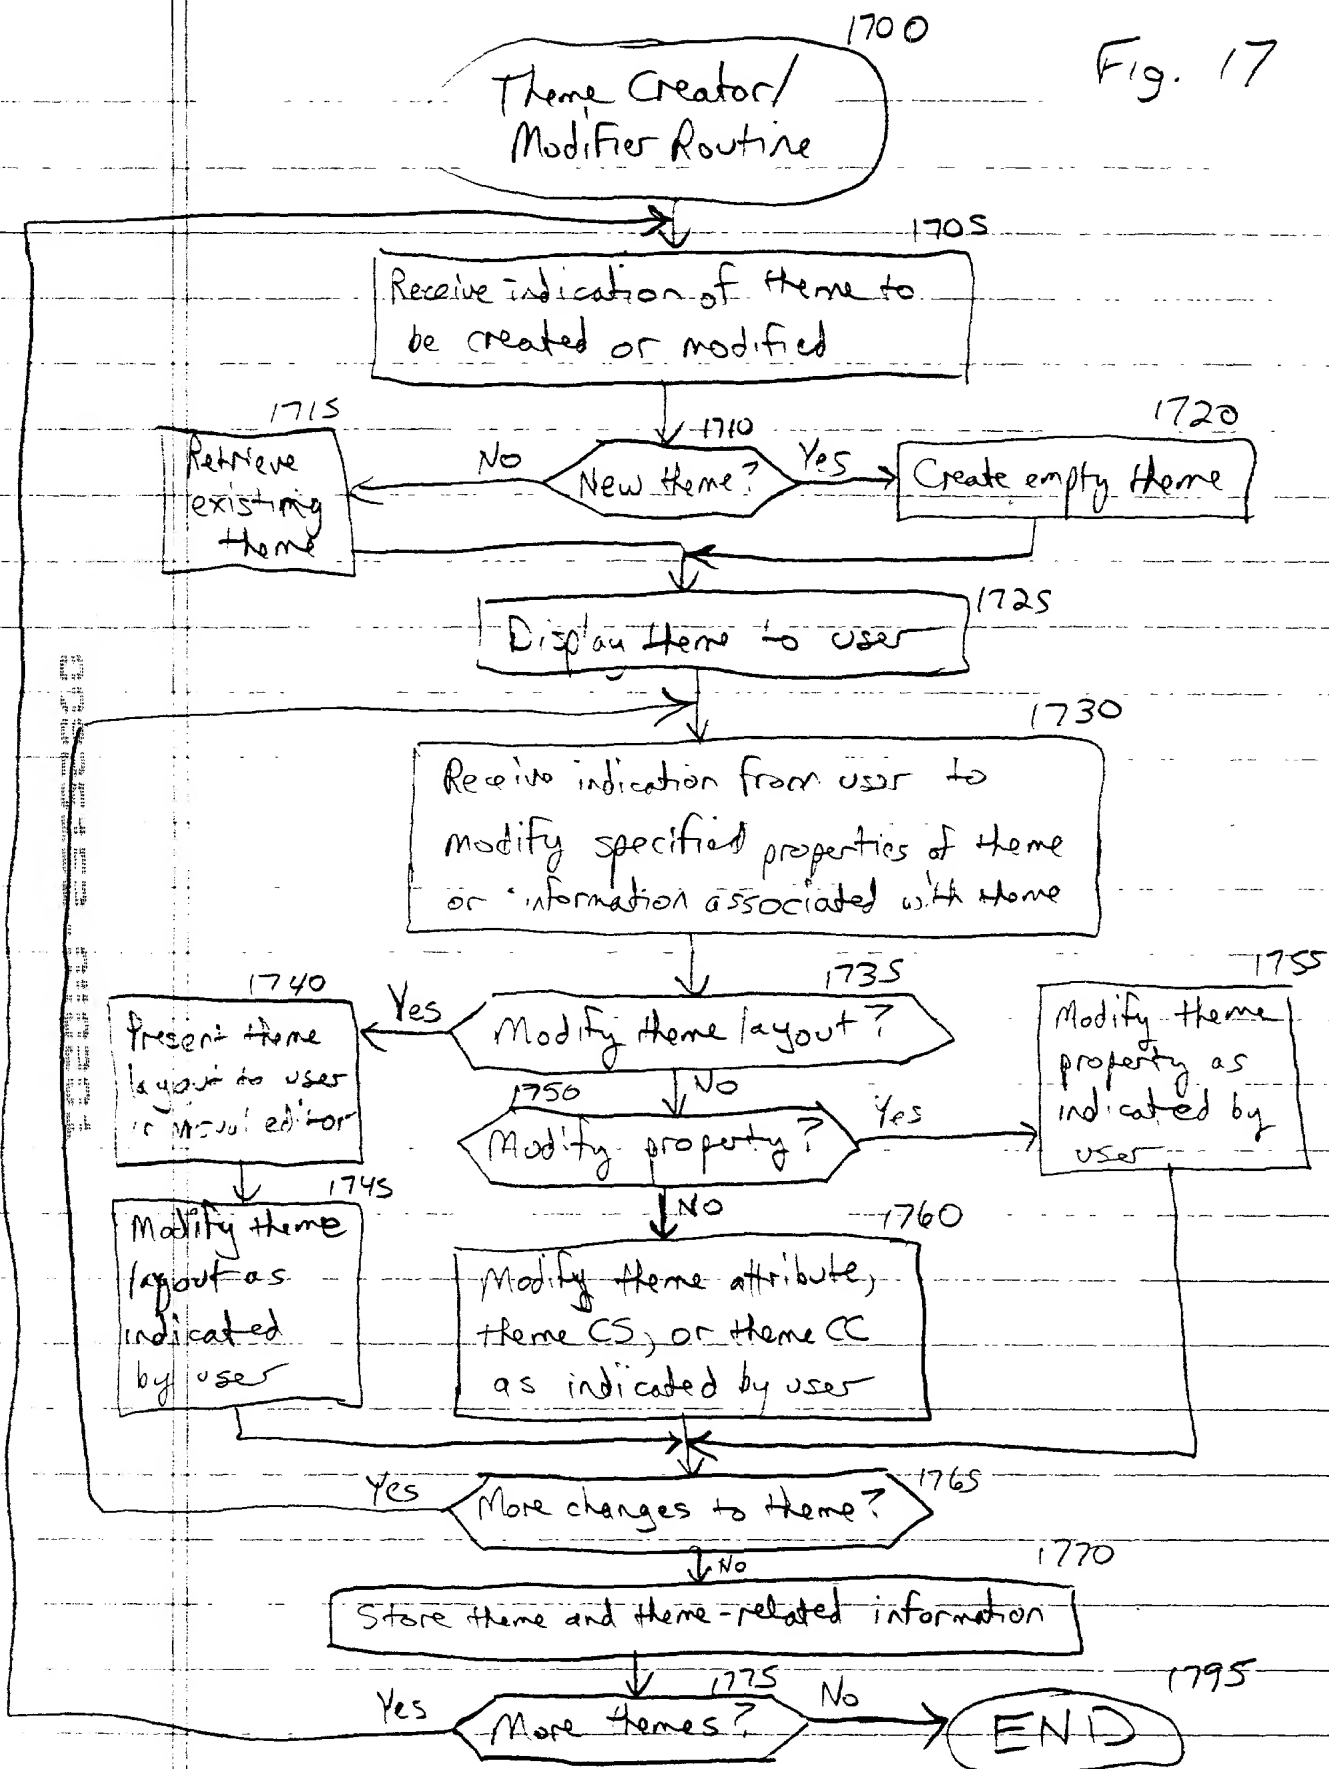 1700
Fig. 17
Theme Creator/
Modifier Routine
1705
Receive indication of theme to
be created or modified
1715
1710
1720
Retrieve
existing
theme
No
New theme?
Yes
Create empty theme
1725
Display theme to user
1730
Receive indication from user to
modify specified properties of theme
or information associated with theme
1740
1735
1755
Yes
Modify theme layout?
Present theme
layout to user
in visual editor
Modify theme
property as
indicated by
user
No
1750
Modify property?
Yes
1745
No
1760
Modify theme
layout as
indicated
by user
Modify theme attribute,
theme CS, or theme CC
as indicated by user
Yes
1765
More changes to theme?
No
1770
Store theme and theme-related information
1775
1795
Yes
More themes?
No
END